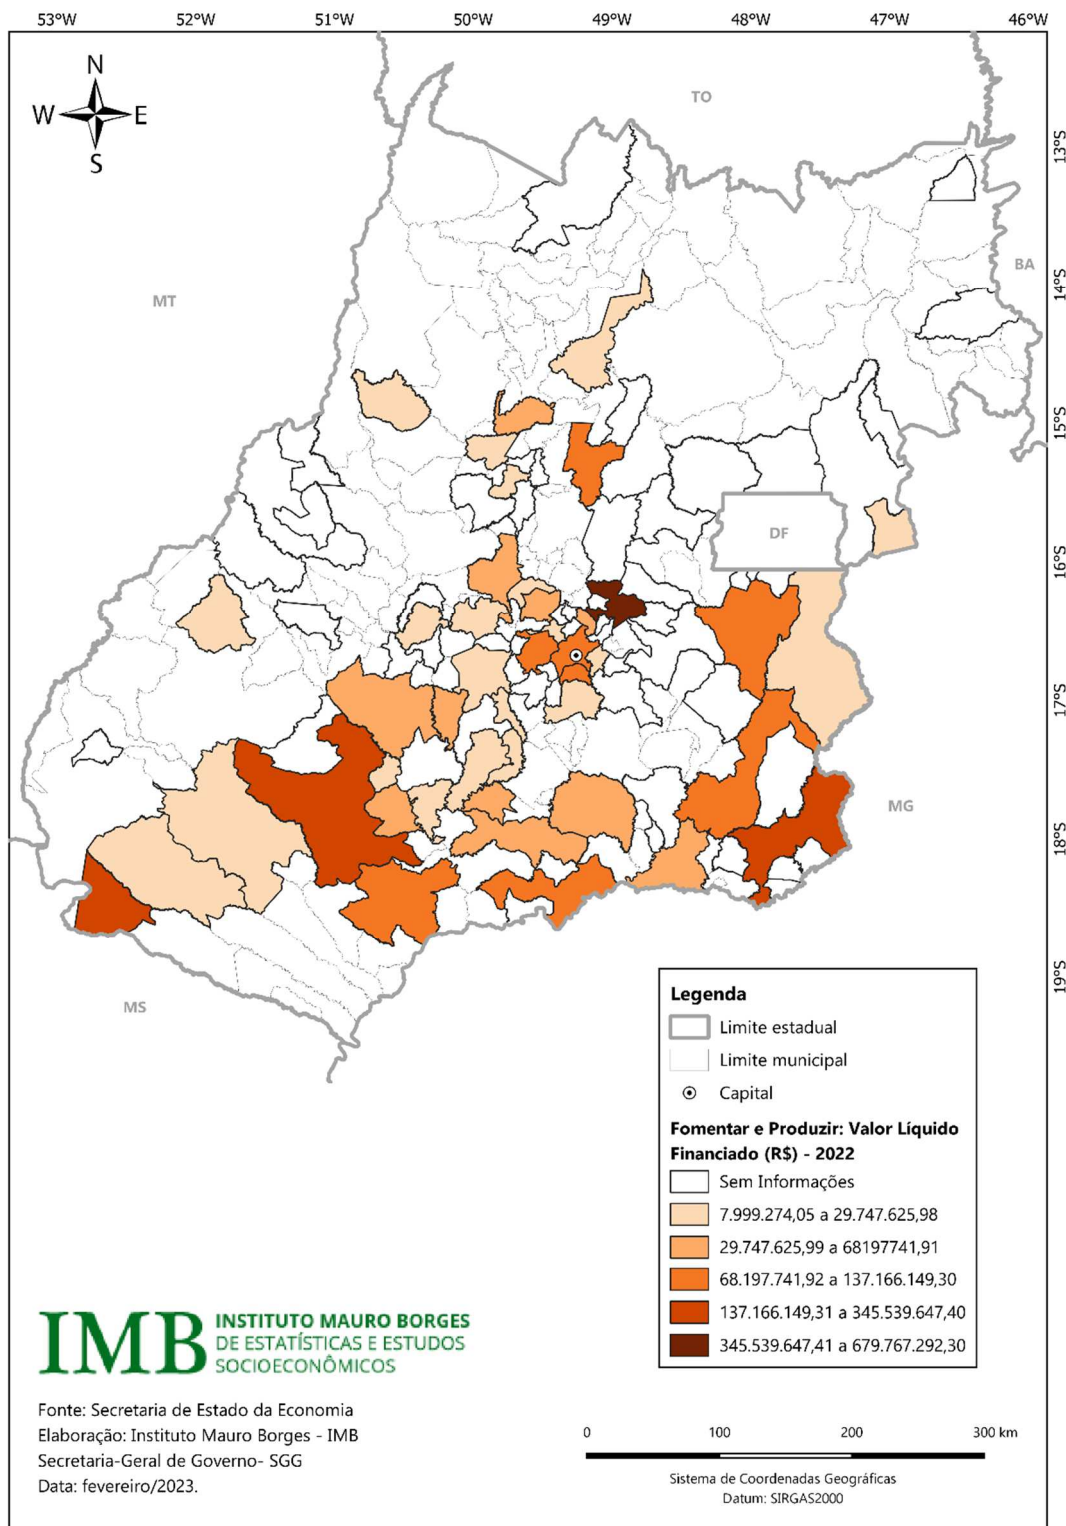 53°W 52°W 51°W 50°W 49°W 48°W 47°W 46°W
N
W E
S
TO
13°S
BA
14°S
MT
15°S
DF
16°S
17°S
MG
18°S
19°S
MS
Legenda
Limite estadual
Limite municipal
Capital
Fomentar e Produzir: Valor Líquido
Financiado (R$) - 2022
Sem Informações
7.999.274,05 a 29.747.625,98
29.747.625,99 a 68197741,91
68.197.741,92 a 137.166.149,30
137.166.149,31 a 345.539.647,40
345.539.647,41 a 679.767.292,30
IMB
INSTITUTO MAURO BORGES
DE ESTATÍSTICAS E ESTUDOS
SOCIOECONÔMICOS
Fonte: Secretaria de Estado da Economia
Elaboração: Instituto Mauro Borges - IMB
Secretaria-Geral de Governo- SGG
Data: fevereiro/2023.
0 100 200 300 km
Sistema de Coordenadas Geográficas
Datum: SIRGAS2000